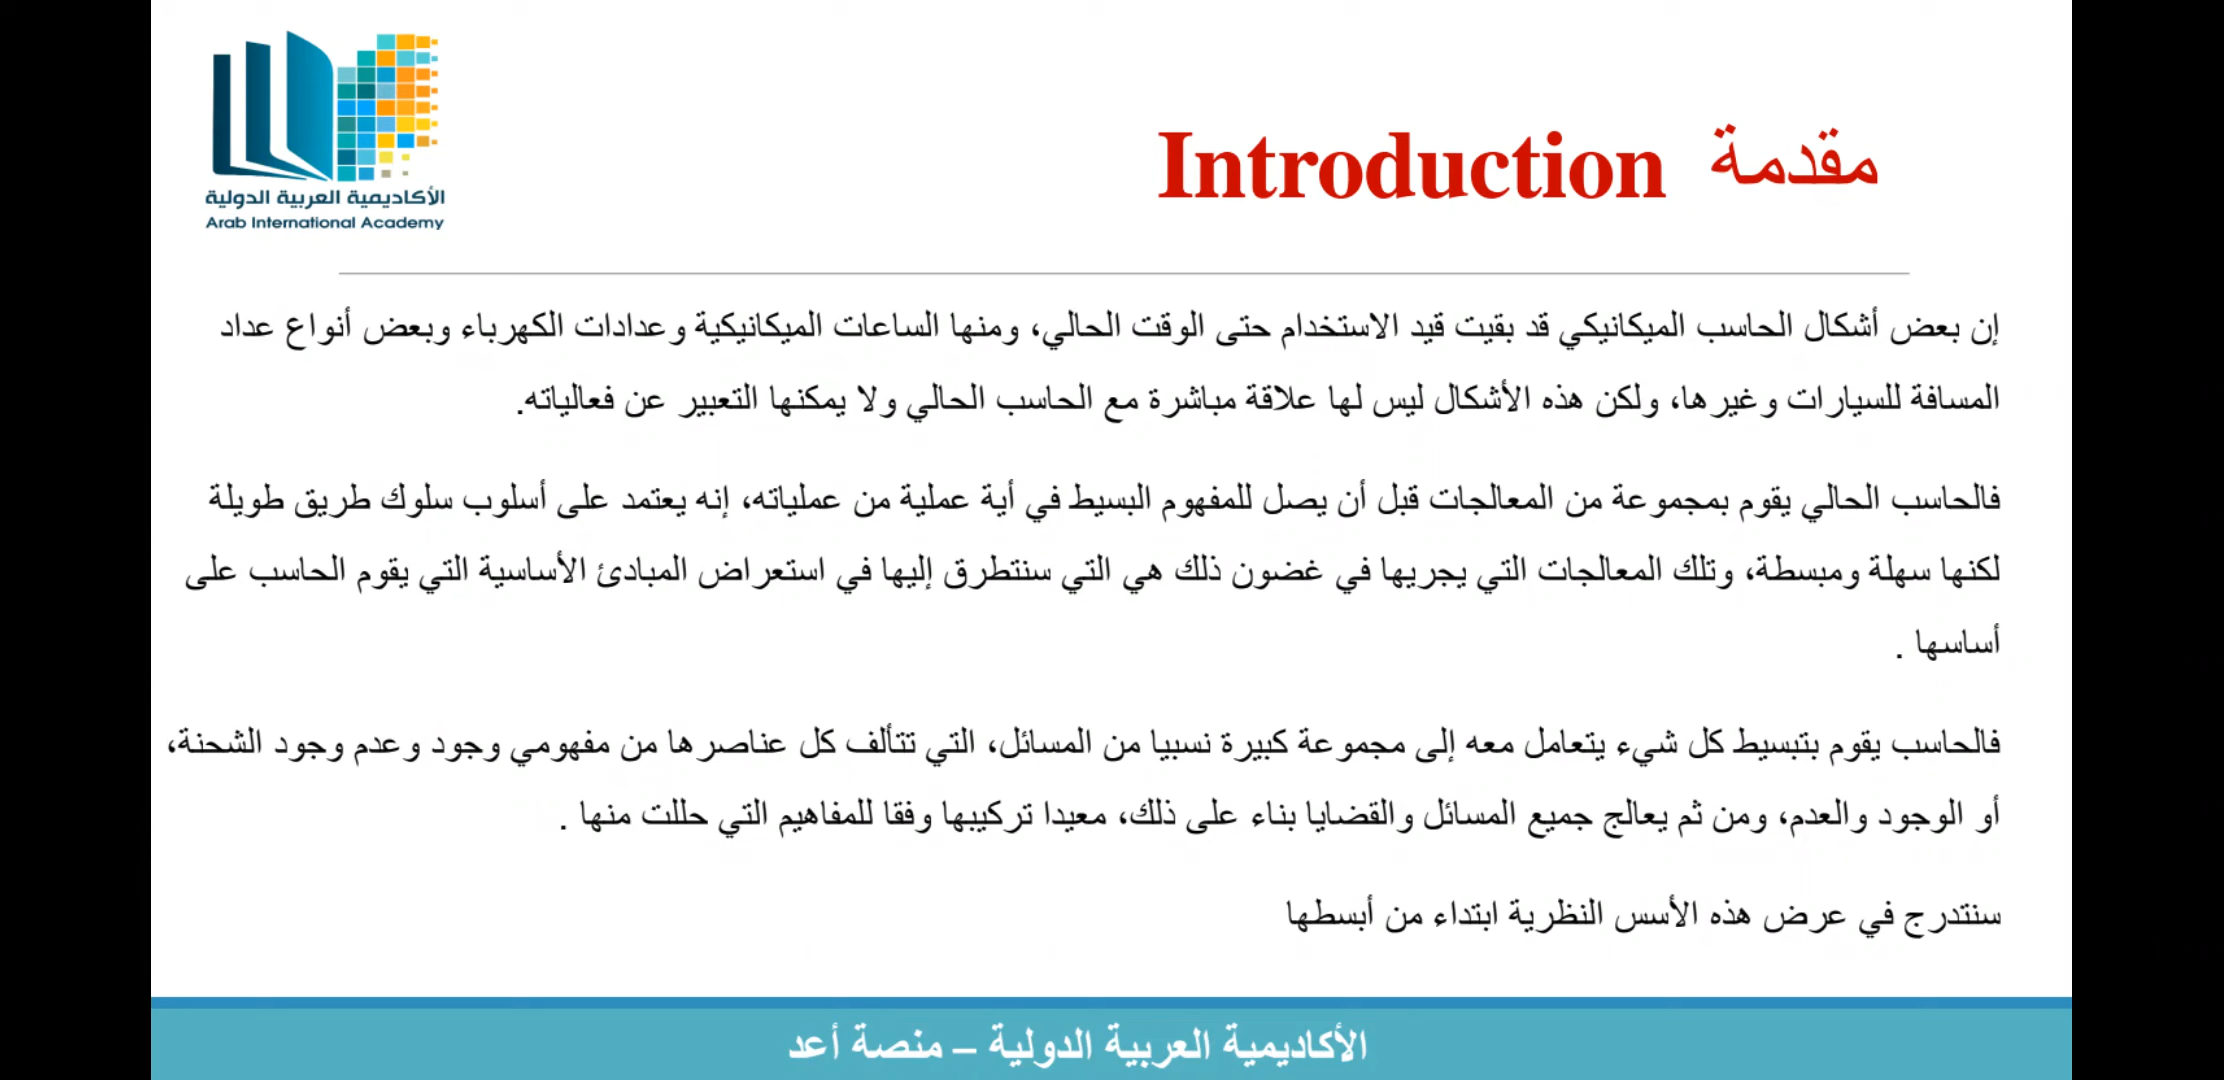 الأكاديمية العربية الدولية
Arab International Academy
مقدمة Introduction
إن بعض أشكال الحاسب الميكانيكي قد بقيت قيد الاستخدام حتى الوقت الحالي، ومنها الساعات الميكانيكية وعدادات الكهرباء وبعض أنواع عداد
المسافة للسيارات وغيرها، ولكن هذه الأشكال ليس لها علاقة مباشرة مع الحاسب الحالي ولا يمكنها التعبير عن فعالياته.
فالحاسب الحالي يقوم بمجموعة من المعالجات قبل أن يصل للمفهوم البسيط في أية عملية من عملياته، إنه يعتمد على أسلوب سلوك طريق طويلة
لكنها سهلة ومبسطة، وتلك المعالجات التي يجريها في غضون ذلك هي التي سنتطرق إليها في استعراض المبادئ الأساسية التي يقوم الحاسب على
أساسها .
فالحاسب يقوم بتبسيط كل شيء يتعامل معه إلى مجموعة كبيرة نسبيا من المسائل، التي تتألف كل عناصرها من مفهومي وجود وعدم وجود الشحنة،
أو الوجود والعدم، ومن ثم يعالج جميع المسائل والقضايا بناء على ذلك، معيدا تركيبها وفقا للمفاهيم التي حللت منها .
سنتدرج في عرض هذه الأسس النظرية ابتداء من أبسطها
الأكاديمية العربية الدولية – منصة أعد